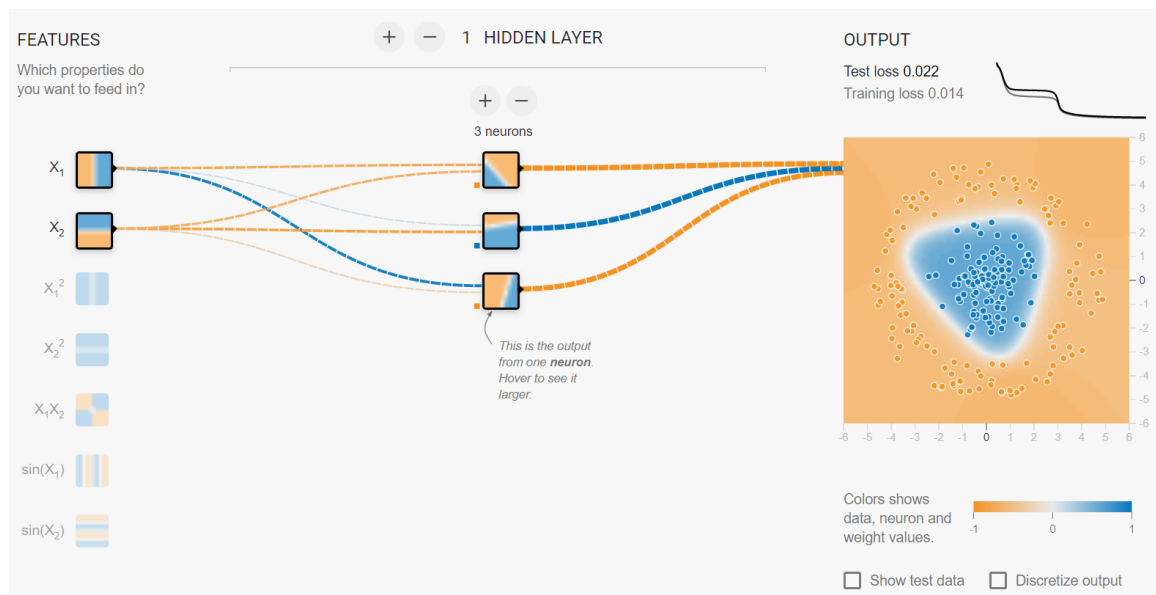 FEATURES
Which properties do
you want to feed in?
+ − 1 HIDDEN LAYER
+ −
3 neurons
X₁
X₂
X₁²
X₂²
X₁X₂
sin(X₁)
sin(X₂)
This is the output
from one neuron.
Hover to see it
larger.
OUTPUT
Test loss 0.022
Training loss 0.014
6
5
4
3
2
1
0
-1
-2
-3
-4
-5
-6
-6 -5 -4 -3 -2 -1 0 1 2 3 4 5 6
Colors shows
data, neuron and
weight values.
-1 0 1
Show test data Discretize output